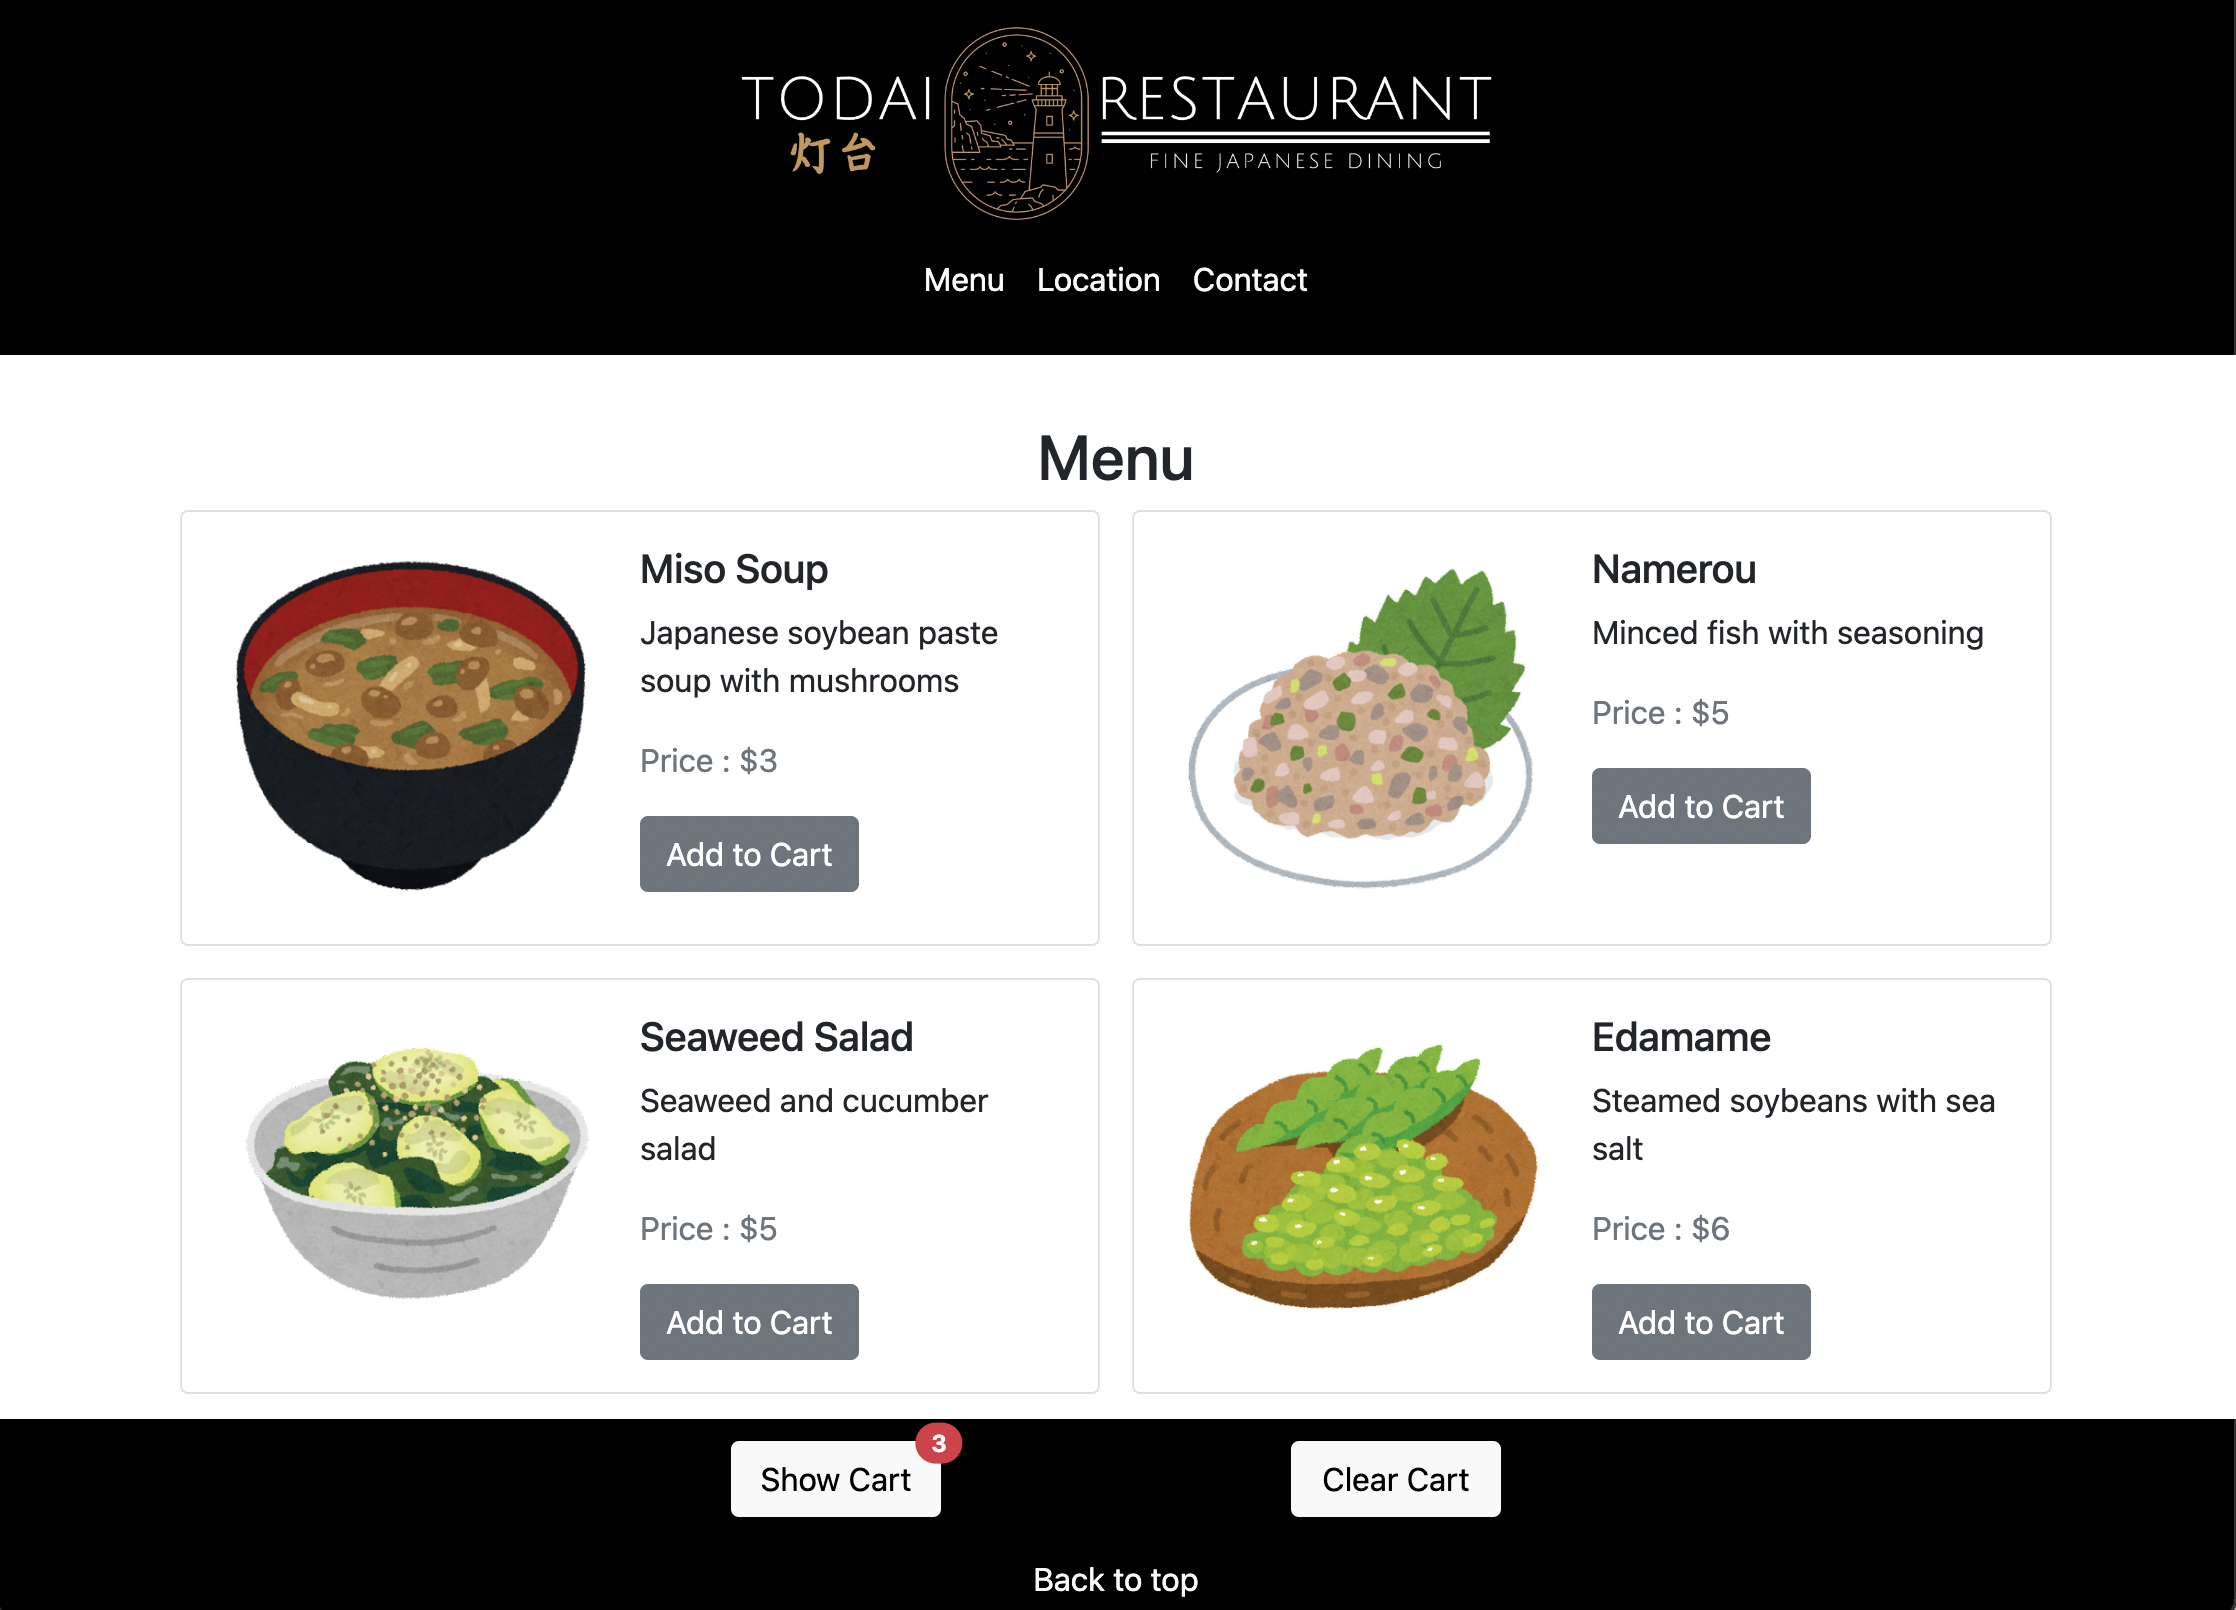 TODAI RESTAURANT
灯台 FINE JAPANESE DINING
Menu Location Contact
Menu
Miso Soup
Japanese soybean paste
soup with mushrooms
Price : $3
Add to Cart
Namerou
Minced fish with seasoning
Price : $5
Add to Cart
Seaweed Salad
Seaweed and cucumber
salad
Price : $5
Add to Cart
Edamame
Steamed soybeans with sea
salt
Price : $6
Add to Cart
Show Cart 3
Clear Cart
Back to top